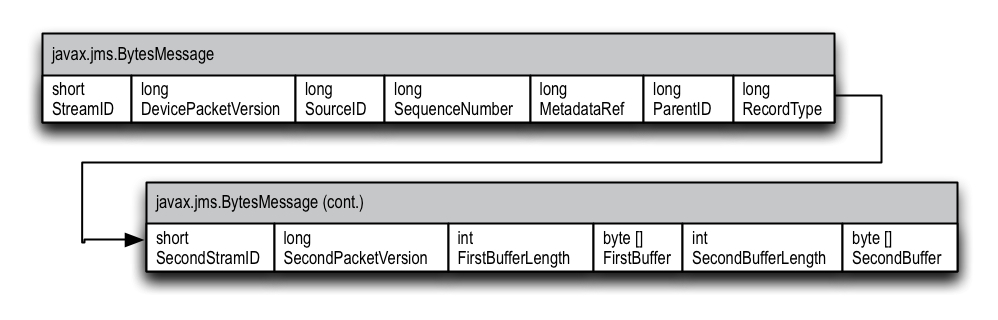 javax.jms.BytesMessage
short long long long long long long
StreamID DevicePacketVersion SourceID SequenceNumber MetadataRef ParentID RecordType
javax.jms.BytesMessage (cont.)
short long int byte [] int byte []
SecondStramID SecondPacketVersion FirstBufferLength FirstBuffer SecondBufferLength SecondBuffer